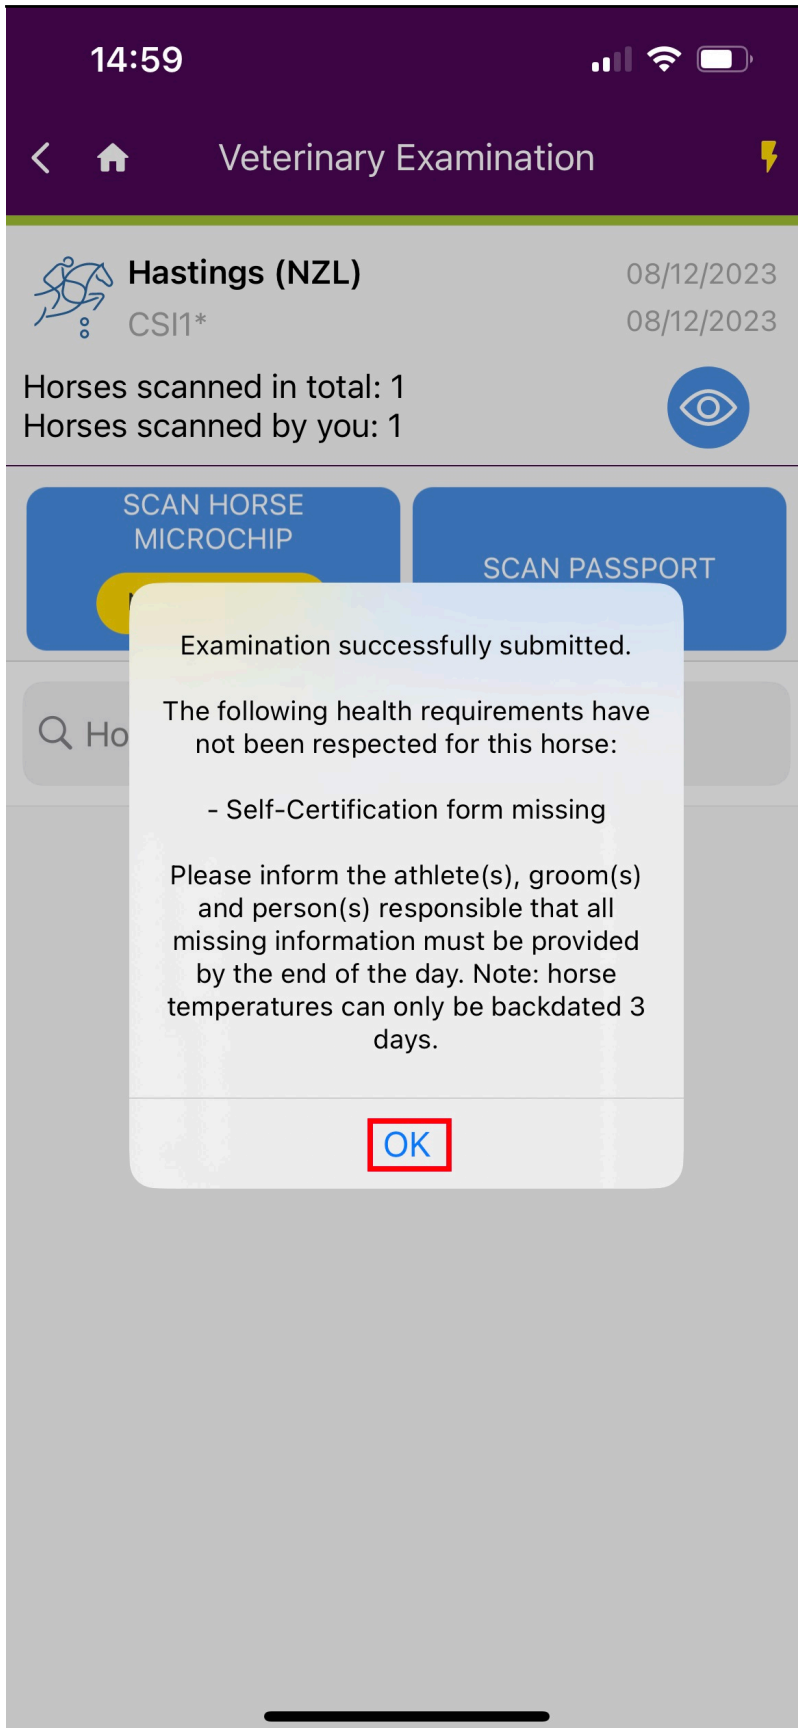 14:59
Veterinary Examination
Hastings (NZL)
08/12/2023
CSI1*
08/12/2023
Horses scanned in total: 1
Horses scanned by you: 1
SCAN HORSE
MICROCHIP
SCAN PASSPORT
Ho
Examination successfully submitted.
The following health requirements have
not been respected for this horse:
- Self-Certification form missing
Please inform the athlete(s), groom(s)
and person(s) responsible that all
missing information must be provided
by the end of the day. Note: horse
temperatures can only be backdated 3
days.
OK